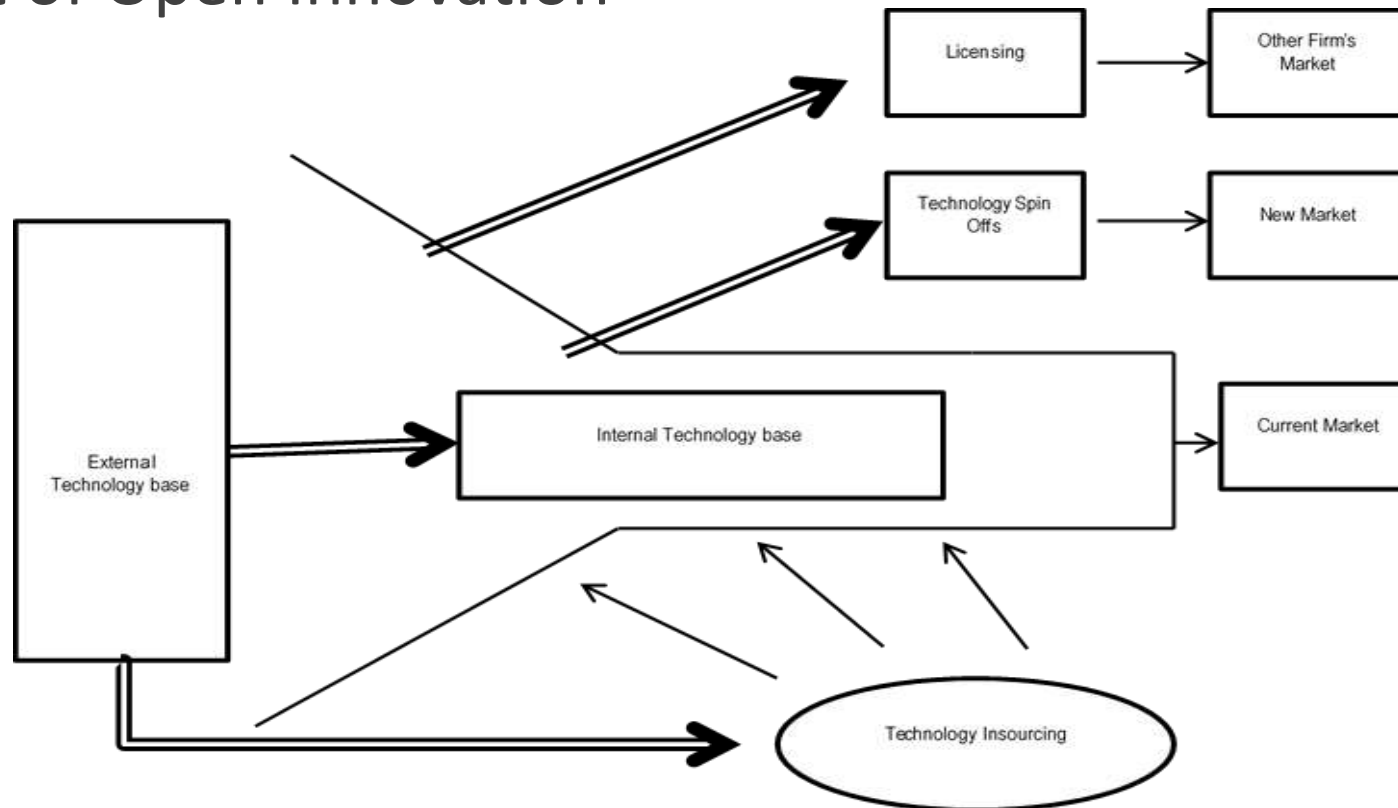 of Open Innovation
Licensing
Other Firm's
Market
Technology Spin
Offs
New Market
Internal Technology base
Current Market
External
Technology base
Technology Insourcing